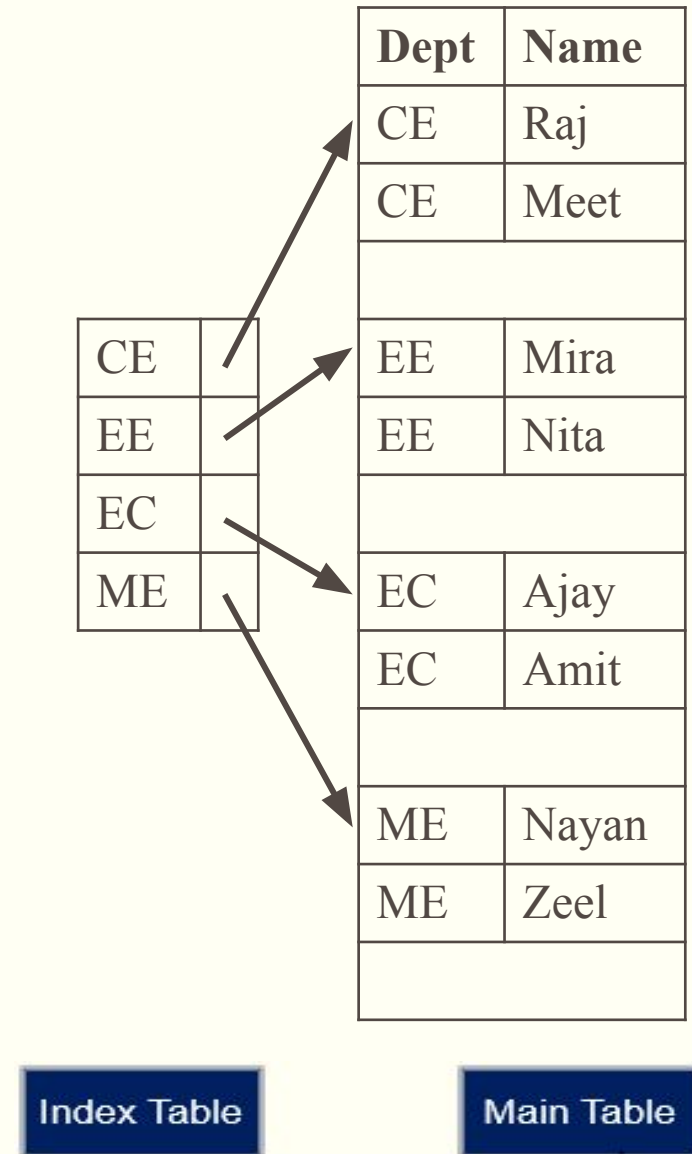 Dept Name
CE Raj
CE Meet
CE
EE Mira
EE
EE Nita
EC
ME
EC Ajay
EC Amit
ME Nayan
ME Zeel
Index Table Main Table